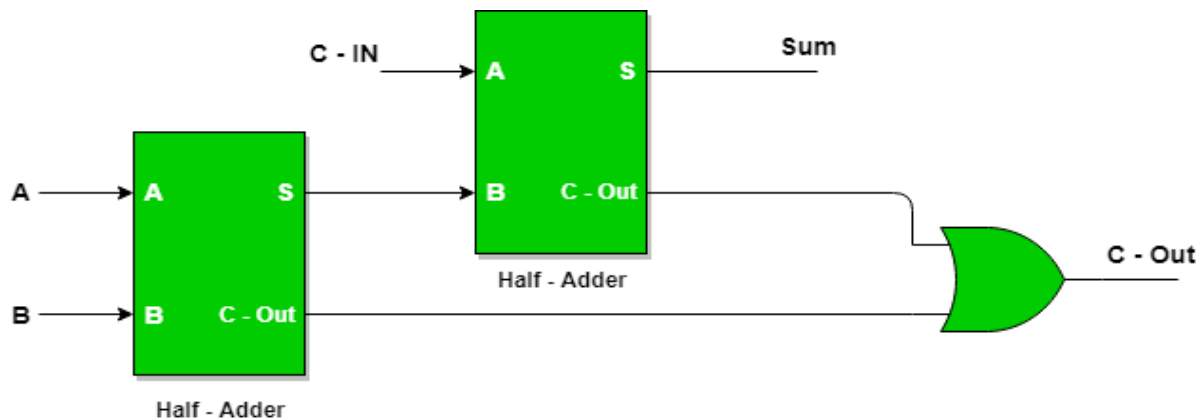 C - IN
Sum
A
S
A
A
S
B
C - Out
C - Out
Half - Adder
B
B
C - Out
Half - Adder